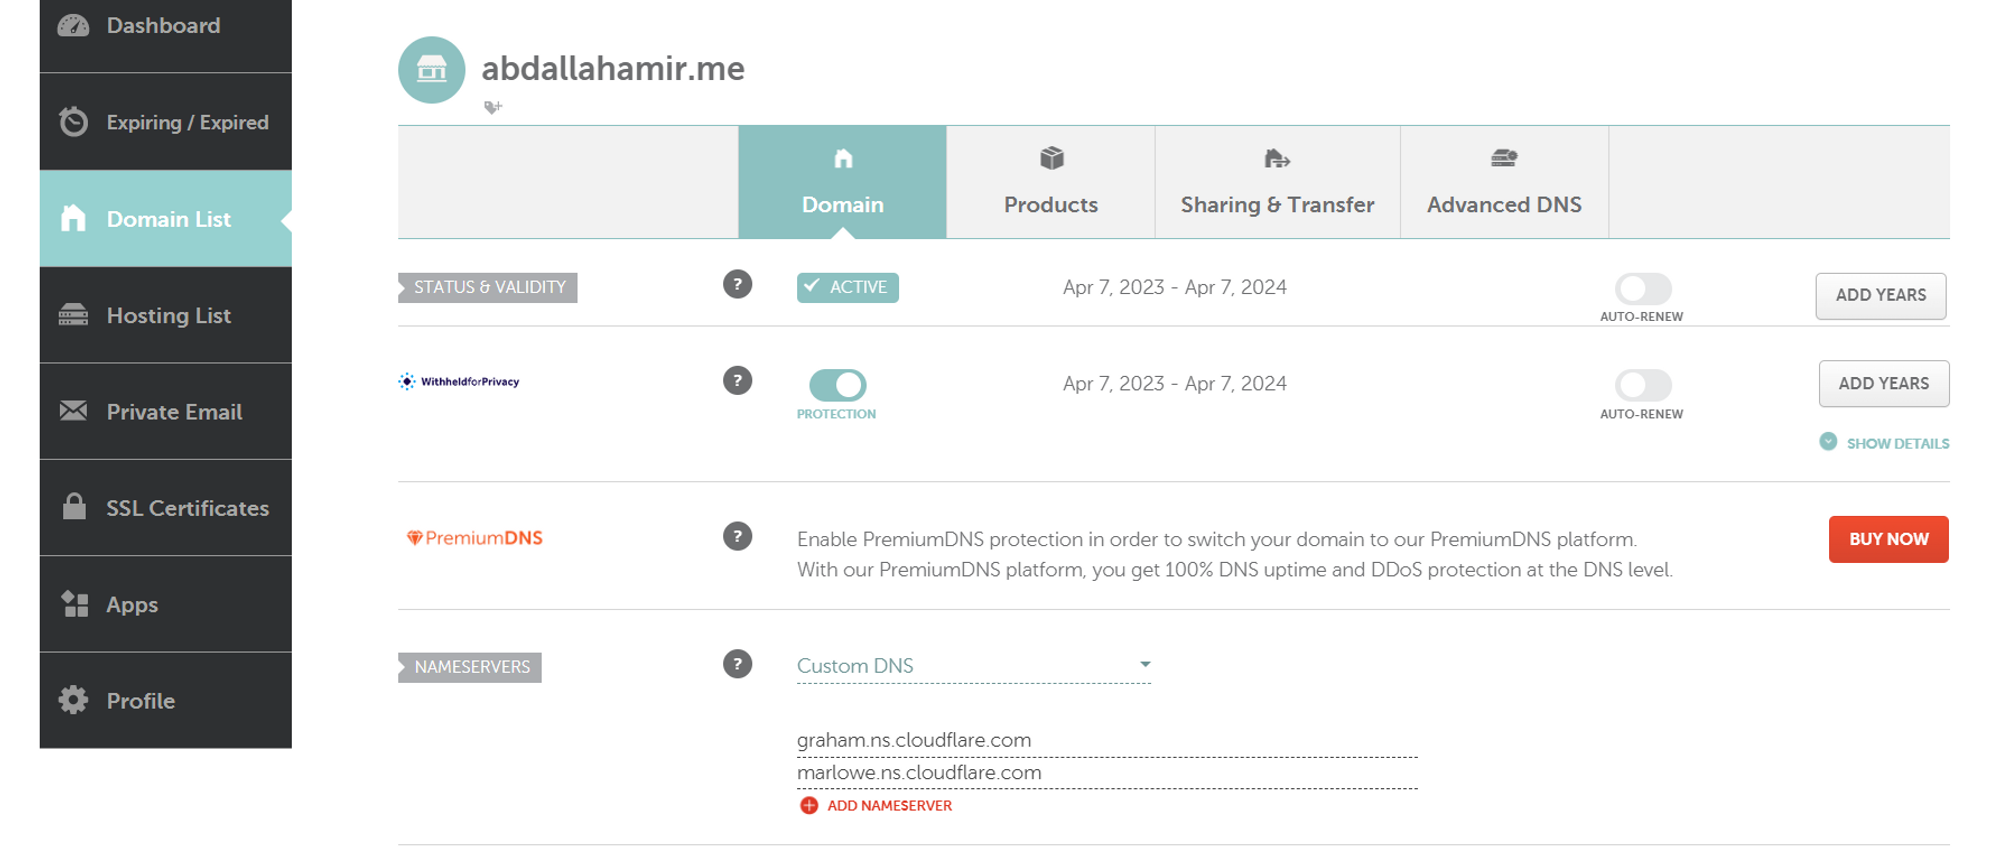 Dashboard
Expiring / Expired
Domain List
Hosting List
Private Email
SSL Certificates
Apps
Profile
abdallahamir.me
Domain
Products
Sharing & Transfer
Advanced DNS
STATUS & VALIDITY
?
ACTIVE
Apr 7, 2023 - Apr 7, 2024
AUTO-RENEW
ADD YEARS
WithheldforPrivacy
?
PROTECTION
Apr 7, 2023 - Apr 7, 2024
AUTO-RENEW
ADD YEARS
SHOW DETAILS
PremiumDNS
?
Enable PremiumDNS protection in order to switch your domain to our PremiumDNS platform.
With our PremiumDNS platform, you get 100% DNS uptime and DDoS protection at the DNS level.
BUY NOW
NAMESERVERS
?
Custom DNS
graham.ns.cloudflare.com
marlowe.ns.cloudflare.com
ADD NAMESERVER